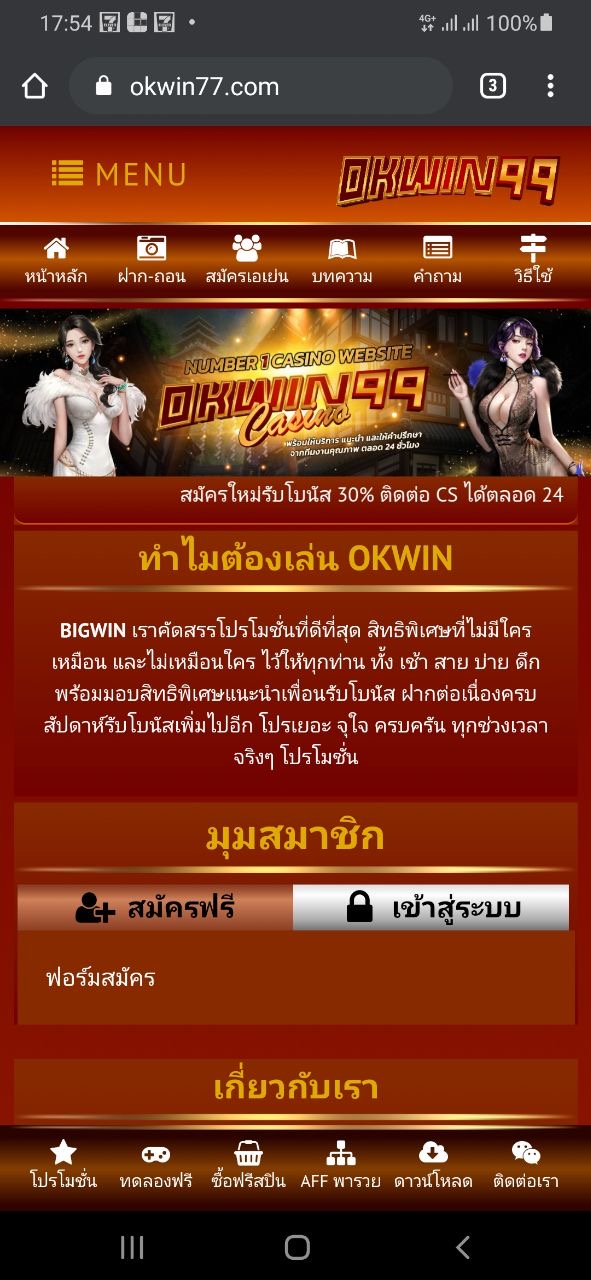 17:54
4G+ 100%
okwin77.com
3
MENU
OKWIN99
หน้าหลัก ฝาก-ถอน สมัครเอเย่น บทความ คำถาม วิธีใช้
NUMBER 1 CASINO WEBSITE
OKWIN99
Casino
พร้อมให้บริการ แนะนำ และให้คำปรึกษา
จากทีมงานคุณภาพ ตลอด 24 ชั่วโมง
สมัครใหม่รับโบนัส 30% ติดต่อ CS ได้ตลอด 24
ทำไมต้องเล่น OKWIN
BIGWIN เราคัดสรรโปรโมชั่นที่ดีที่สุด สิทธิพิเศษที่ไม่มีใคร
เหมือน และไม่เหมือนใคร ไว้ให้ทุกท่าน ทั้ง เช้า สาย บ่าย ดึก
พร้อมมอบสิทธิพิเศษแนะนำเพื่อนรับโบนัส ฝากต่อเนื่องครบ
สัปดาห์รับโบนัสเพิ่มไปอีก โปรเยอะ จุใจ ครบครัน ทุกช่วงเวลา
จริงๆ โปรโมชั่น
มุมสมาชิก
สมัครฟรี เข้าสู่ระบบ
ฟอร์มสมัคร
เกี่ยวกับเรา
โปรโมชั่น ทดลองฟรี ซื้อฟรีสปิน AFF พารวย ดาวน์โหลด ติดต่อเรา